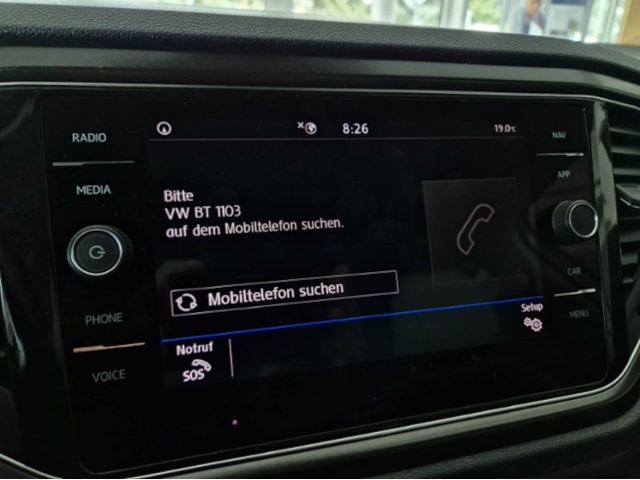 RADIO
MEDIA
PHONE
VOICE
8:26
19.0°C
Bitte
VW BT 1103
auf dem Mobiltelefon suchen.
Mobiltelefon suchen
Setup
Notruf
SOS
NAV
APP
CAR
MENU